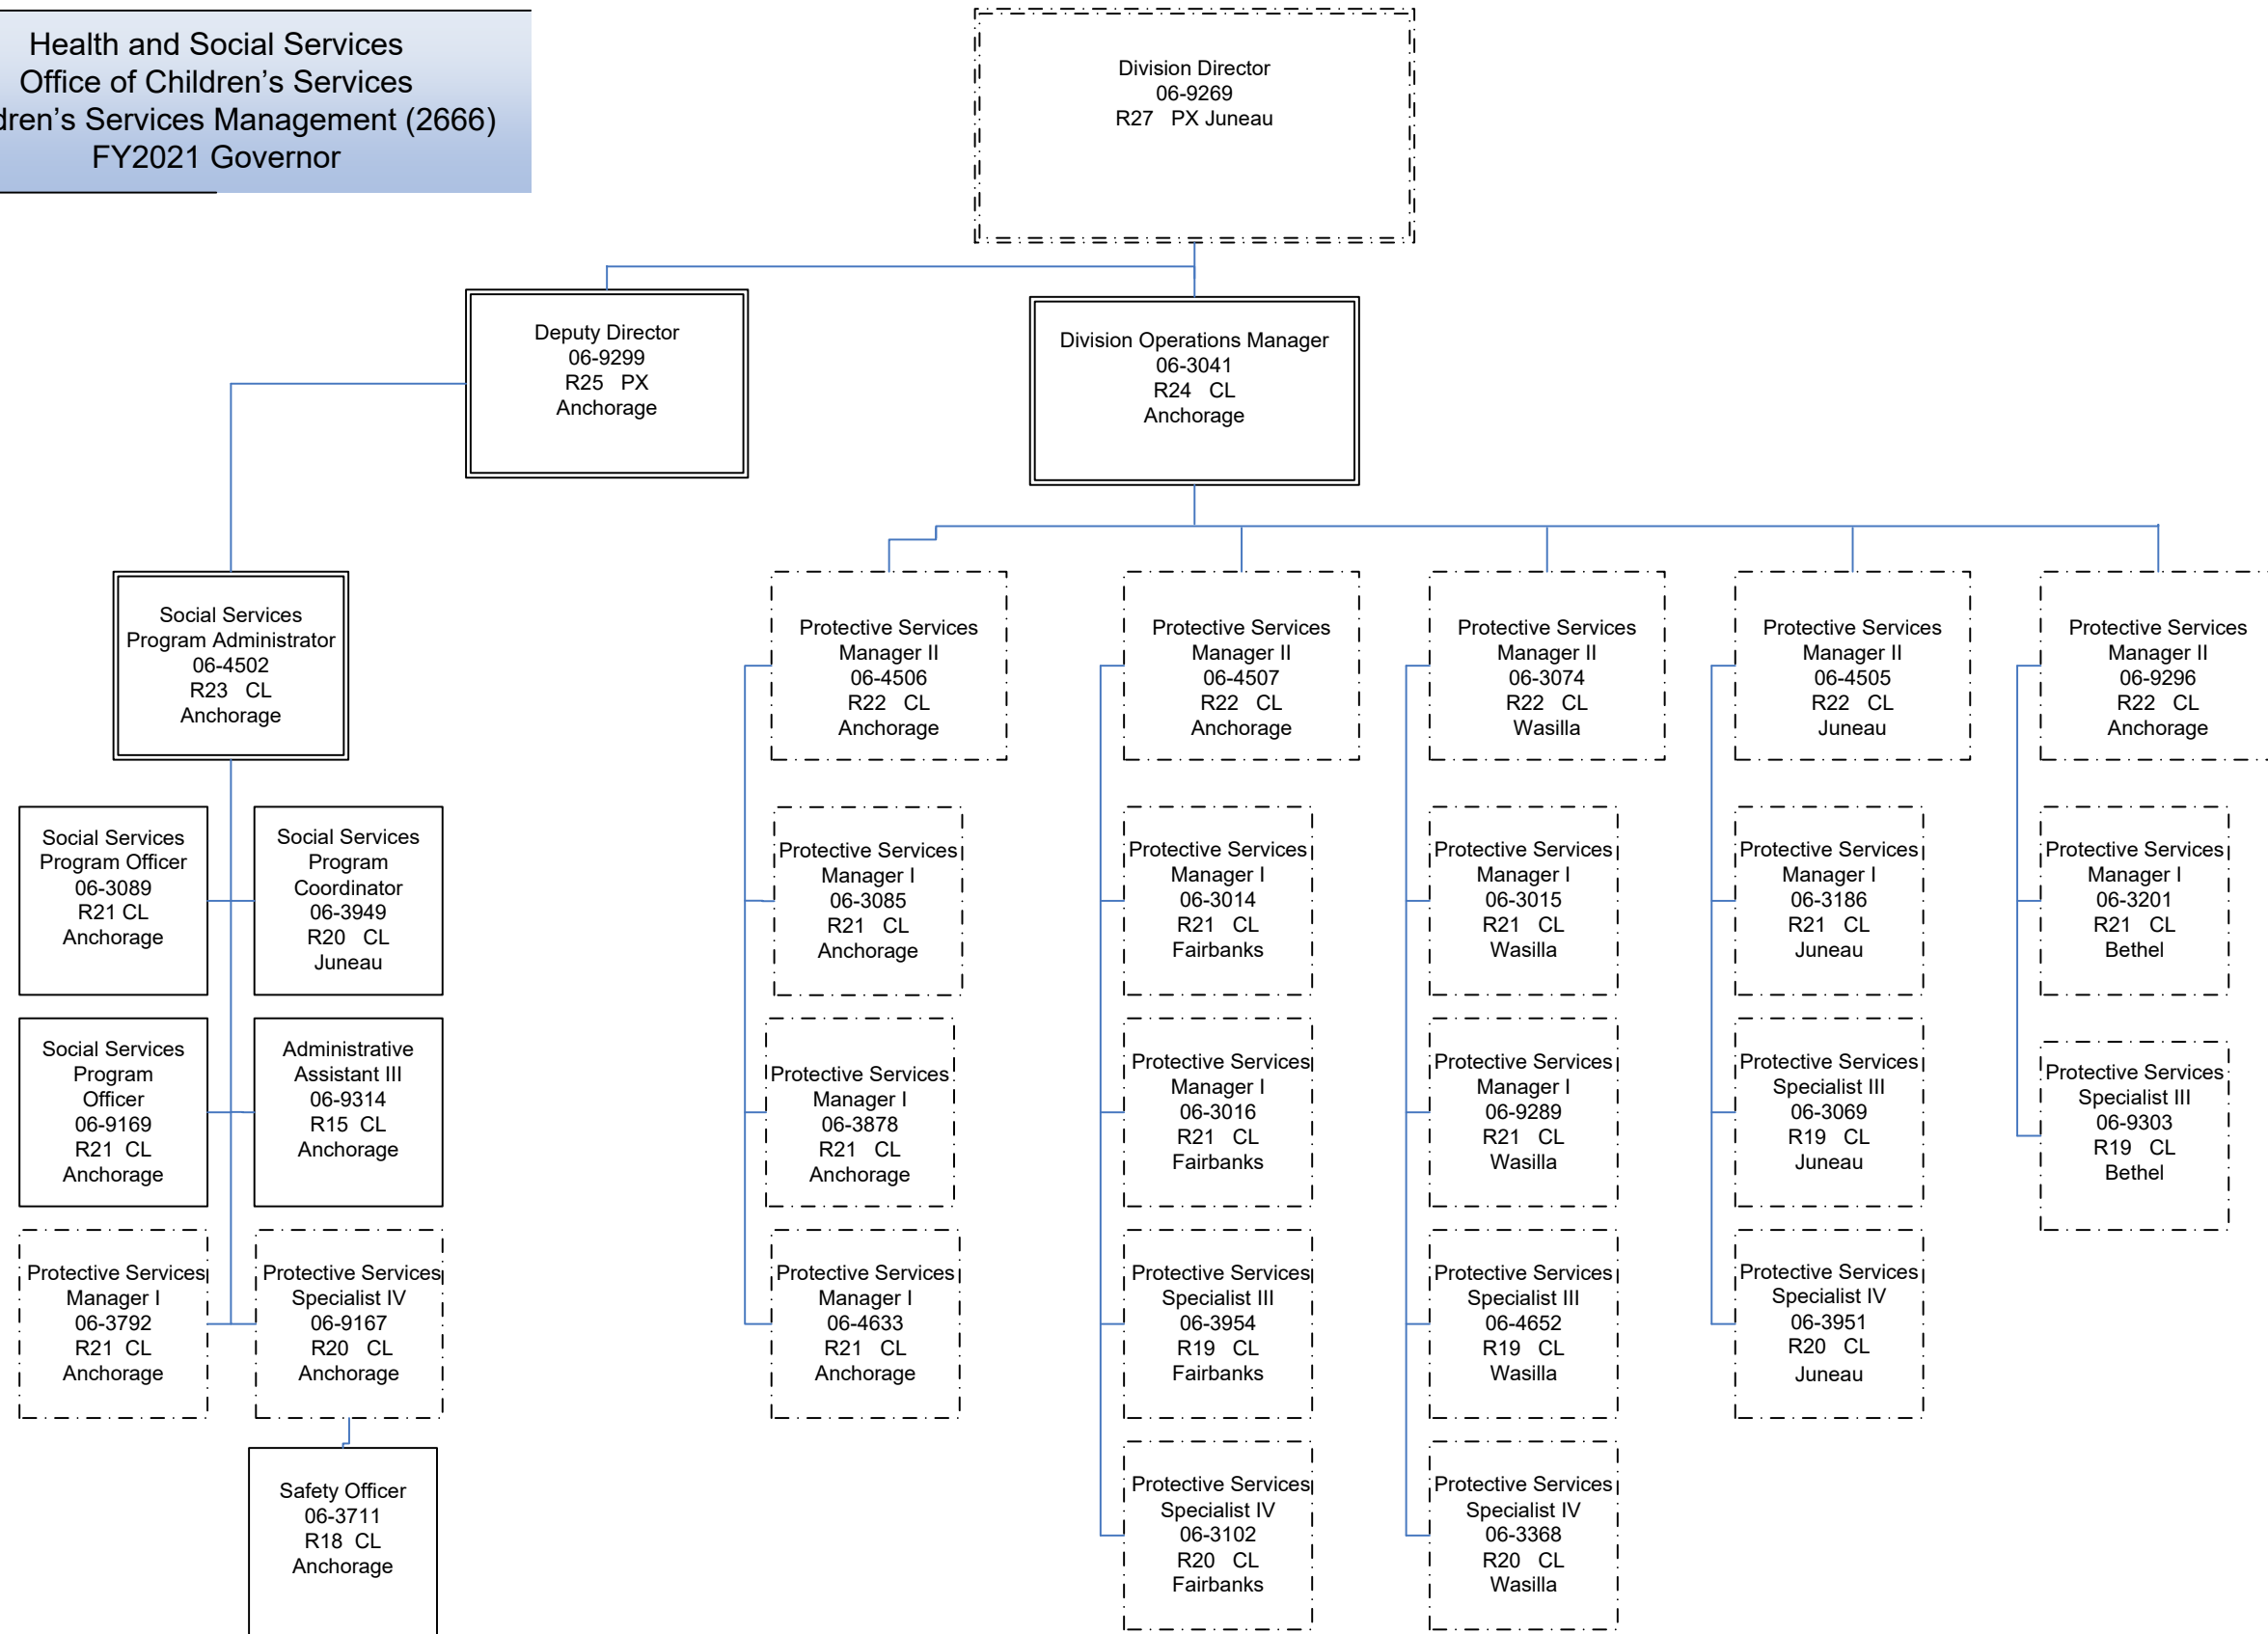 Health and Social Services
Office of Children's Services
dren's Services Management (2666)
FY2021 Governor
Division Director
06-9269
R27 PX Juneau
Deputy Director
06-9299
R25 PX
Anchorage
Division Operations Manager
06-3041
R24 CL
Anchorage
Social Services
Program Administrator
06-4502
R23 CL
Anchorage
Protective Services
Manager II
06-4506
R22 CL
Anchorage
Protective Services
Manager II
06-4507
R22 CL
Anchorage
Protective Services
Manager II
06-3074
R22 CL
Wasilla
Protective Services
Manager II
06-4505
R22 CL
Juneau
Protective Services
Manager II
06-9296
R22 CL
Anchorage
Social Services
Program Officer
06-3089
R21 CL
Anchorage
Social Services
Program
Coordinator
06-3949
R20 CL
Juneau
Protective Services
Manager I
06-3085
R21 CL
Anchorage
Protective Services
Manager I
06-3014
R21 CL
Fairbanks
Protective Services
Manager I
06-3015
R21 CL
Wasilla
Protective Services
Manager I
06-3186
R21 CL
Juneau
Protective Services
Manager I
06-3201
R21 CL
Bethel
Social Services
Program
Officer
06-9169
R21 CL
Anchorage
Administrative
Assistant III
06-9314
R15 CL
Anchorage
Protective Services
Manager I
06-3878
R21 CL
Anchorage
Protective Services
Manager I
06-3016
R21 CL
Fairbanks
Protective Services
Manager I
06-9289
R21 CL
Wasilla
Protective Services
Specialist III
06-3069
R19 CL
Juneau
Protective Services
Specialist III
06-9303
R19 CL
Bethel
Protective Services
Manager I
06-3792
R21 CL
Anchorage
Protective Services
Specialist IV
06-9167
R20 CL
Anchorage
Protective Services
Manager I
06-4633
R21 CL
Anchorage
Protective Services
Specialist III
06-3954
R19 CL
Fairbanks
Protective Services
Specialist III
06-4652
R19 CL
Wasilla
Protective Services
Specialist IV
06-3951
R20 CL
Juneau
Safety Officer
06-3711
R18 CL
Anchorage
Protective Services
Specialist IV
06-3102
R20 CL
Fairbanks
Protective Services
Specialist IV
06-3368
R20 CL
Wasilla